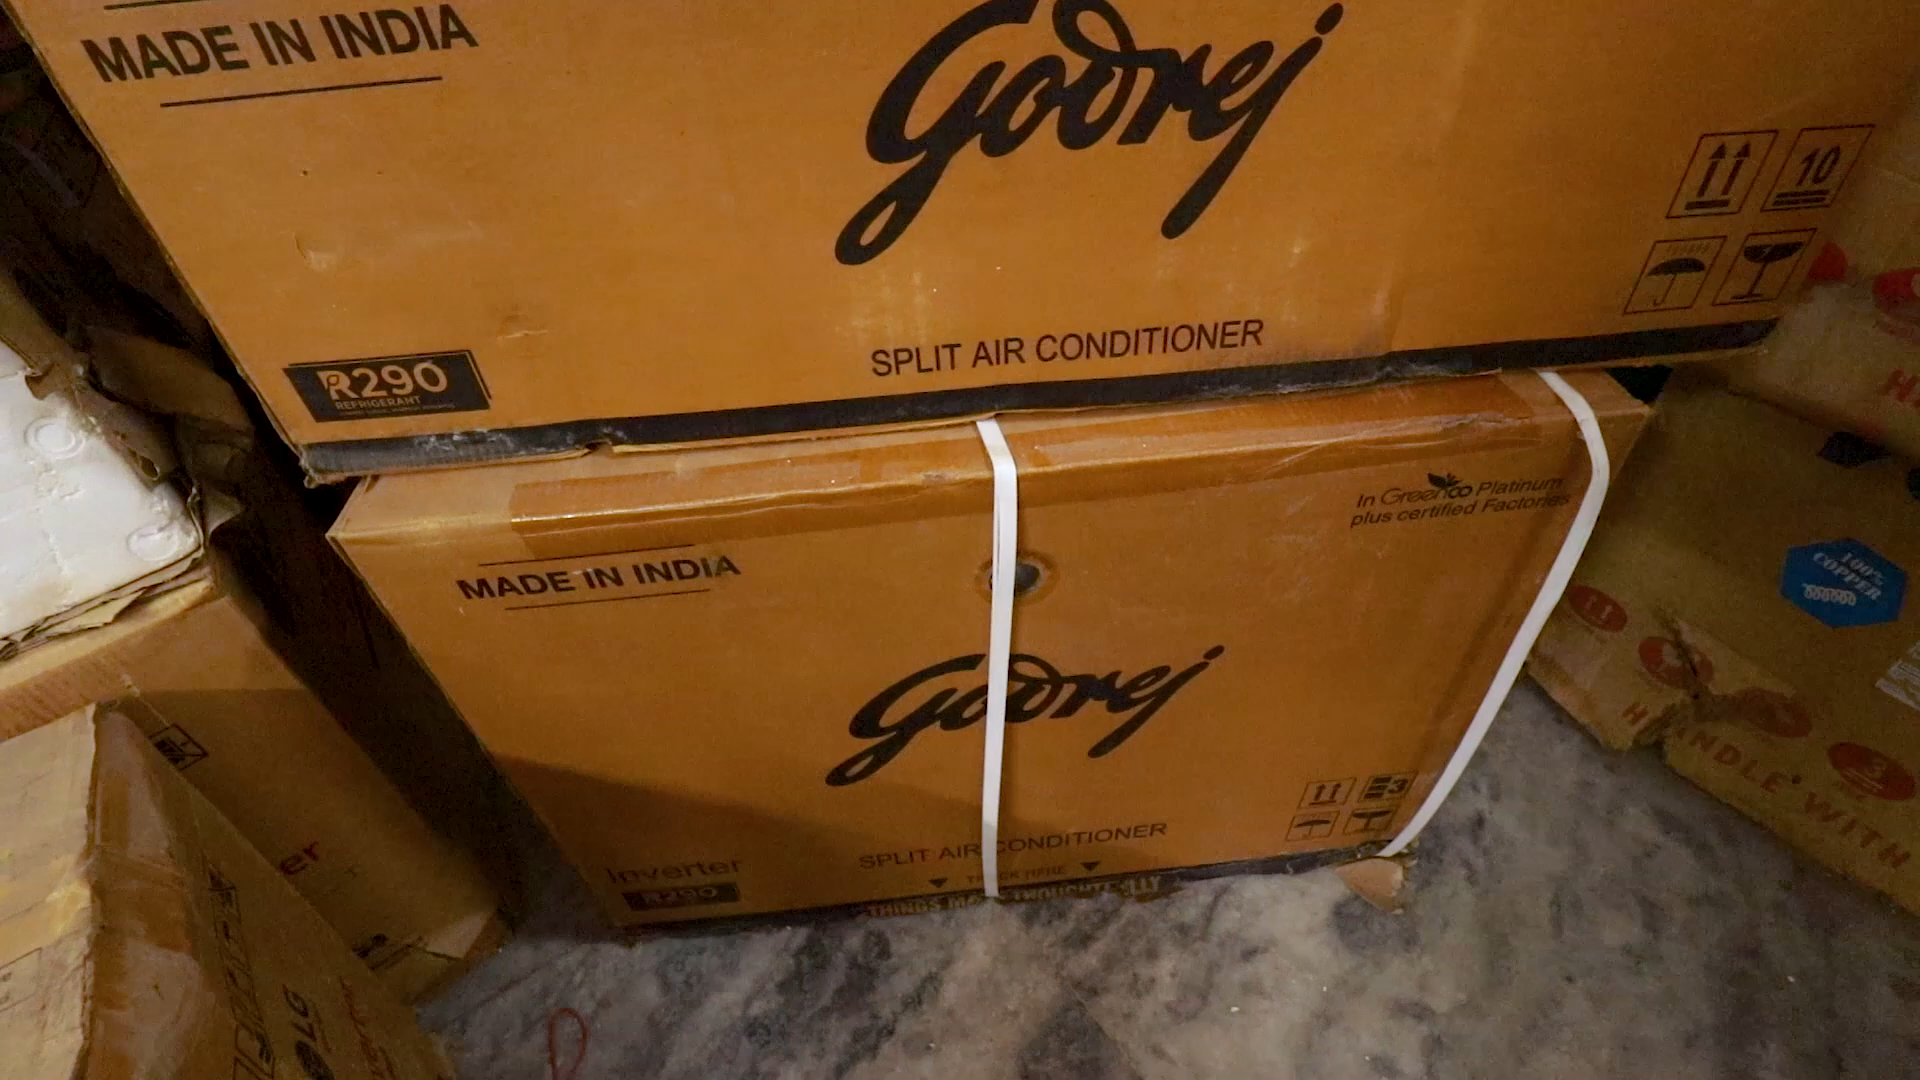 MADE IN INDIA
Godrej
10
R290
REFRIGERANT
SPLIT AIR CONDITIONER
In GreenCo Platinum
plus certified Factories
MADE IN INDIA
Godrej
3
SPLIT AIR CONDITIONER
Inverter
R290
100%
COPPER
HANDLE WITH
3
LG